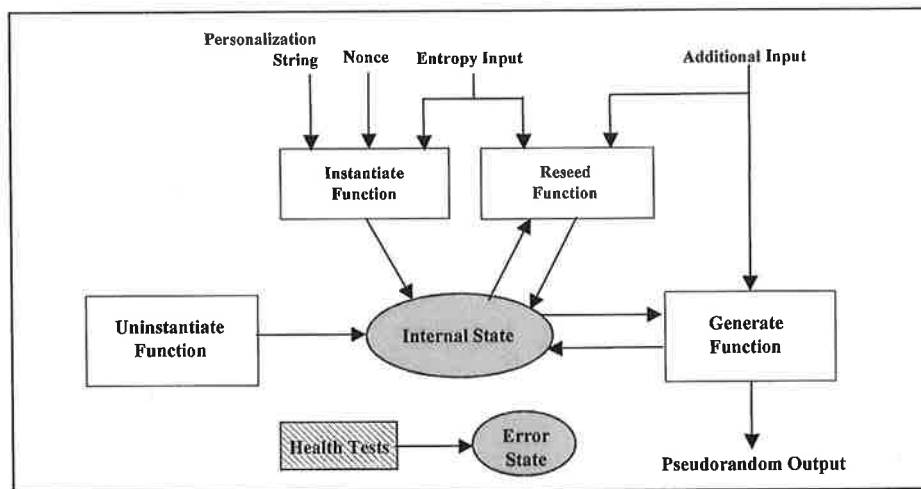 Personalization
String
Nonce
Entropy Input
Additional Input
Instantiate
Function
Reseed
Function
Uninstantiate
Function
Internal State
Generate
Function
Health Tests
Error
State
Pseudorandom Output